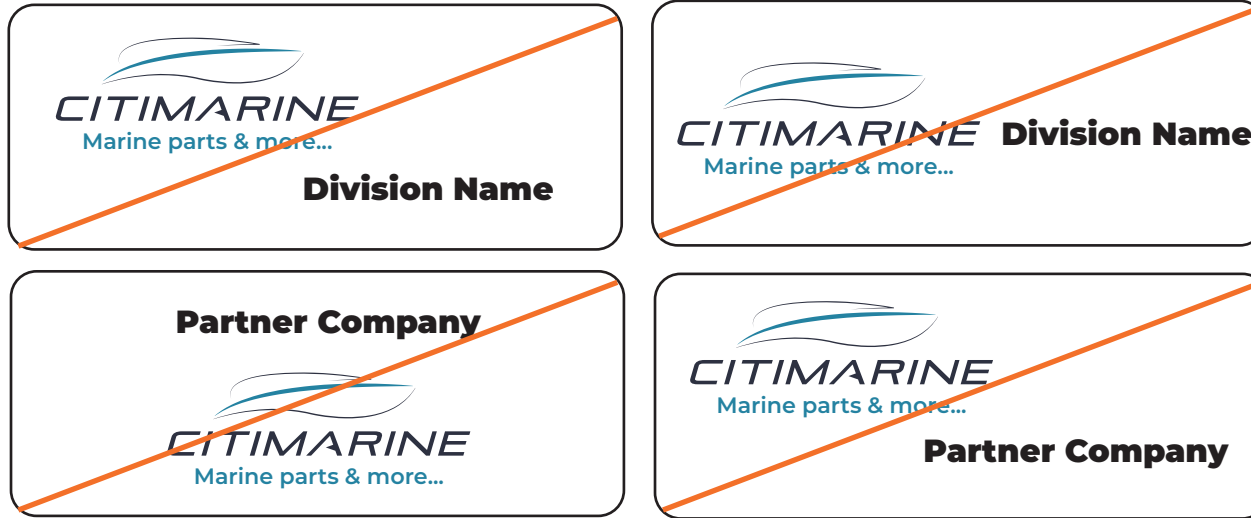 CITIMARINE
Marine parts & more...
Division Name
CITIMARINE Division Name
Marine parts & more...
Partner Company
CITIMARINE
Marine parts & more...
CITIMARINE
Marine parts & more...
Partner Company